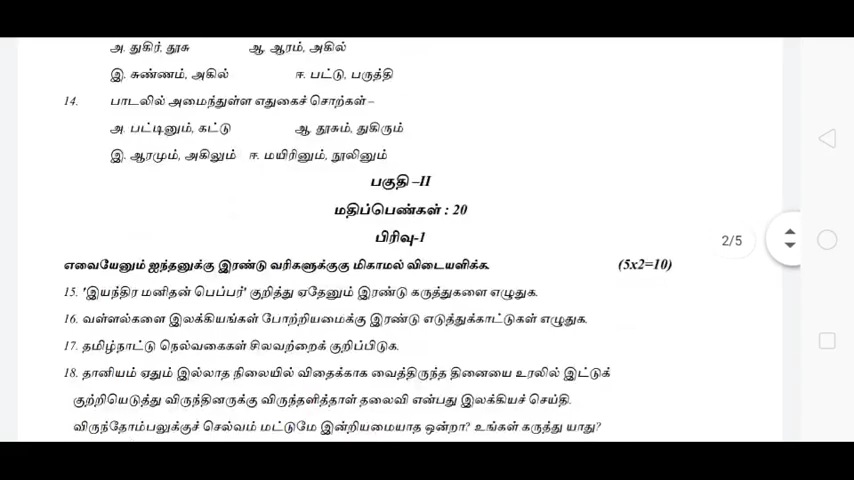 அ. துகிர், தூசு ஆ. ஆரம், அகில்
இ. சுண்ணம், அகில் ஈ. பட்டு, பருத்தி
14. பாடலில் அமைந்துள்ள எதுகைச் சொற்கள் –
அ. பட்டினும், கட்டு ஆ. தூசும், துகிரும்
இ. ஆரமும், அகிலும் ஈ. மயிரினும், நூலினும்
பகுதி –II
மதிப்பெண்கள் : 20
பிரிவு-1
எவையேனும் ஐந்தனுக்கு இரண்டு வரிகளுக்குகு மிகாமல் விடையளிக்க. (5x2=10)
2/5
15. 'இயந்திர மனிதன் பெப்பர்' குறித்து ஏதேனும் இரண்டு கருத்துகளை எழுதுக.
16. வள்ளல்களை இலக்கியங்கள் போற்றியமைக்கு இரண்டு எடுத்துக்காட்டுகள் எழுதுக.
17. தமிழ்நாட்டு நெல்வகைகள் சிலவற்றைக் குறிப்பிடுக.
18. தானியம் ஏதும் இல்லாத நிலையில் விதைக்காக வைத்திருந்த தினையை உரலில் இட்டுக்
குற்றியெடுத்து விருந்தினருக்கு விருந்தளித்தாள் தலைவி என்பது இலக்கியச் செய்தி.
விருந்தோம்பலுக்குச் செல்வம் மட்டுமே இன்றியமையாத ஒன்றா? உங்கள் கருத்து யாது?